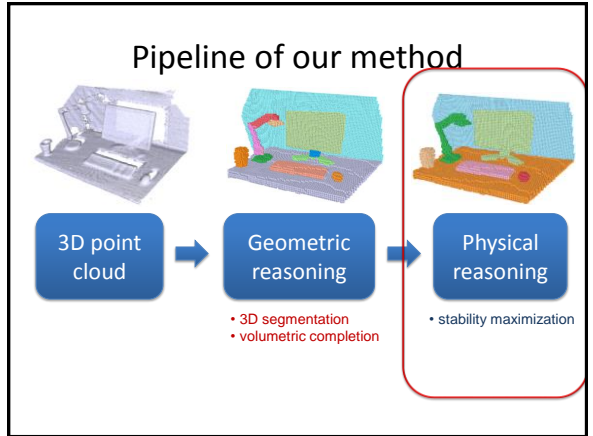 Pipeline of our method
3D point
cloud
Geometric
reasoning
Physical
reasoning
• 3D segmentation
• volumetric completion
• stability maximization